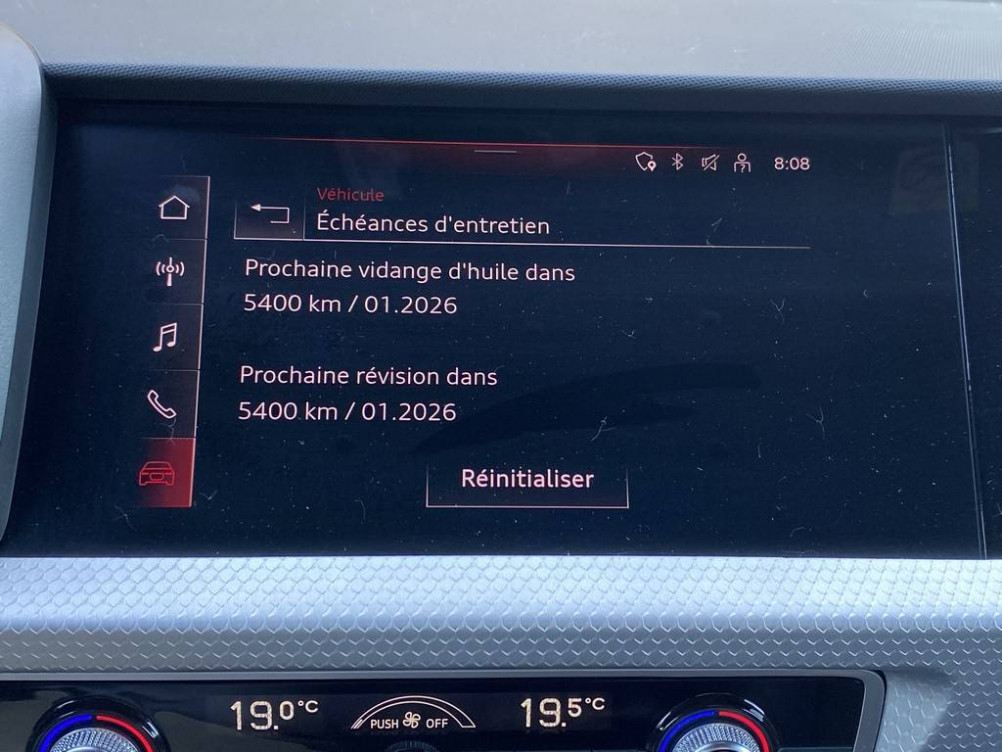 8:08
Véhicule
Échéances d'entretien
Prochaine vidange d'huile dans
5400 km / 01.2026
Prochaine révision dans
5400 km / 01.2026
Réinitialiser
19.0°C
PUSH OFF
19.5°C